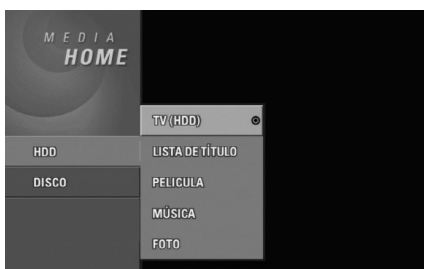 MEDIA
HOME
HDD
DISCO
TV (HDD)
LISTA DE TÍTULO
PELICULA
MÚSICA
FOTO